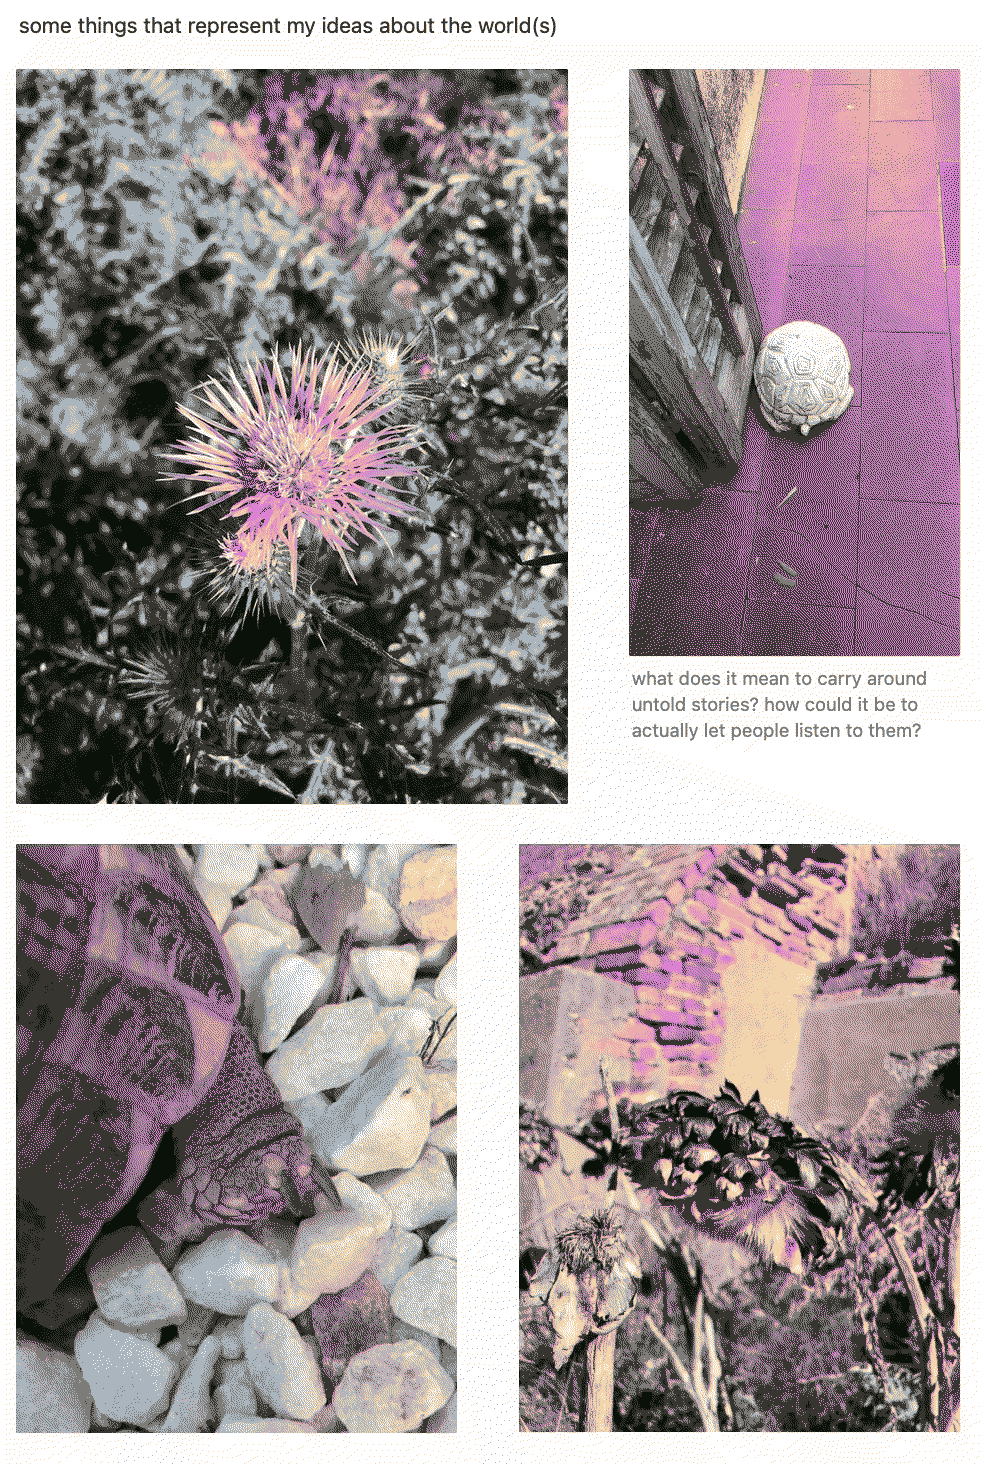 some things that represent my ideas about the world(s)
what does it mean to carry around
untold stories? how could it be to
actually let people listen to them?